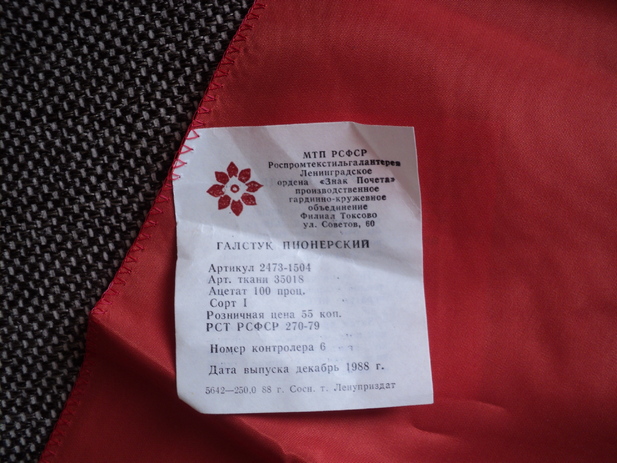 МТП РСФСР
Роспромтекстильгалантерея
Ленинградское
ордена «Знак Почета»
производственное
гардинно-кружевное
объединение
Филиал Токсово
ул. Советов, 60
ГАЛСТУК ПИОНЕРСКИЙ
Артикул 2473-1504
Арт. ткани 35018
Ацетат 100 проц.
Сорт I
Розничная цена 55 коп.
РСТ РСФСР 270-79
Номер контролера 6
Дата выпуска декабрь 1988 г.
5642—250.0 88 г. Сосн. т. Ленуприздат